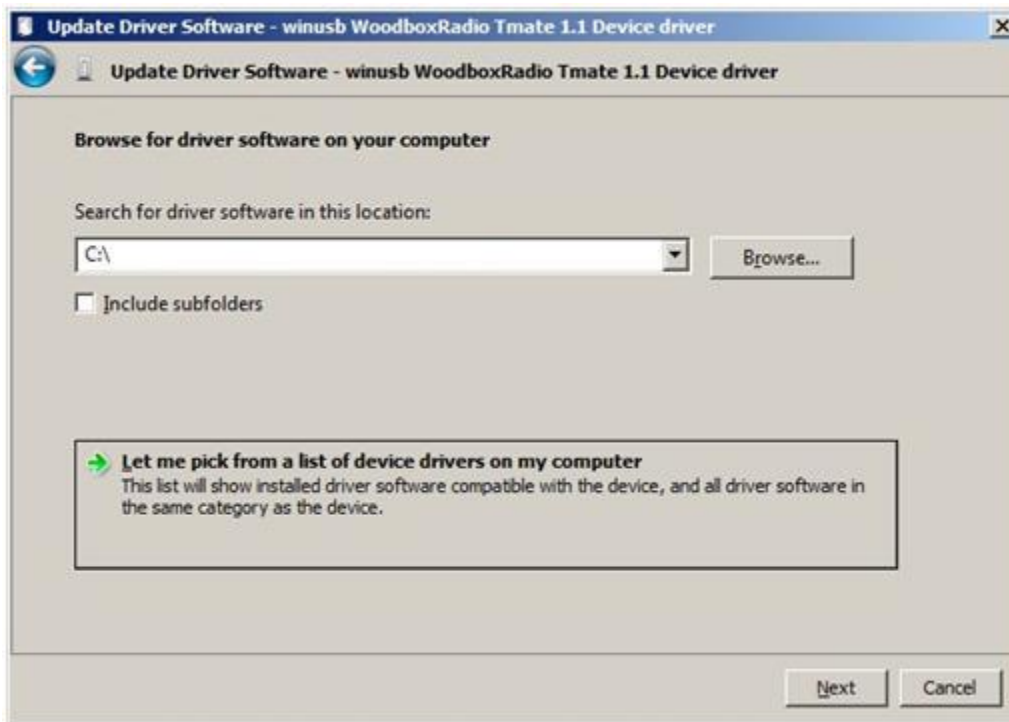 Update Driver Software - winusb WoodboxRadio Tmate 1.1 Device driver
Update Driver Software - winusb WoodboxRadio Tmate 1.1 Device driver
Browse for driver software on your computer
Search for driver software in this location:
C:\
Browse...
Include subfolders
Let me pick from a list of device drivers on my computer
This list will show installed driver software compatible with the device, and all driver software in
the same category as the device.
Next
Cancel